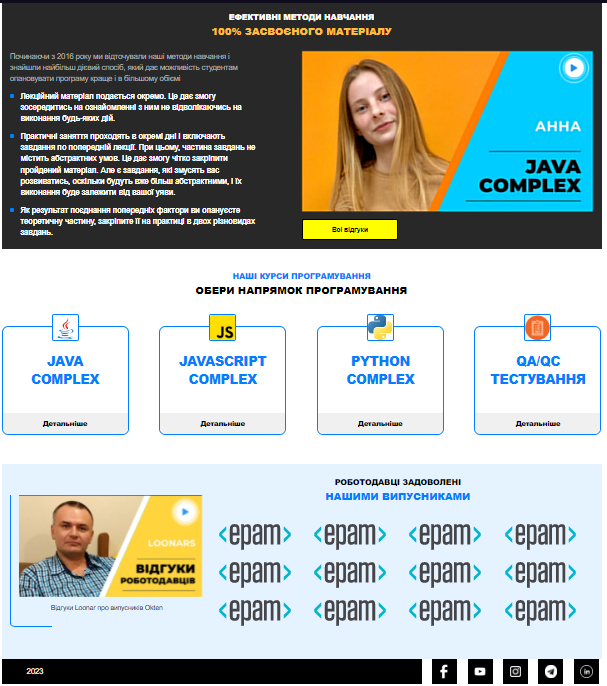 ЕФЕКТИВНІ МЕТОДИ НАВЧАННЯ
100% ЗАСВОЄНОГО МАТЕРІАЛУ
Починаючи з 2016 року ми відточували наші методи навчання і
знайшли найбільш дієвий спосіб, який дає можливість студентам
опановувати програму краще і в більшому обіємі
Лекційний матеріал подається окремо. Це дає змогу
зосередитись на ознайомленні з ним не відволікаючись на
виконання будь-яких дій.
Практичні заняття проходять в окремі дні і включають
завдання по попередній лекції. При цьому, частина завдань не
містить абстрактних умов. Це дає змогу чітко закріпити
пройдений матеріал. Але є завдання, які змусять вас
розвиватись, оскільки будуть вже більш абстрактними, і їх
виконання буде залежити від вашої уяви.
Як результат поєднання попередніх фактори ви опануєте
теоретичну частину, закріпите її на практиці в двох різновидах
завдань.
АННА
JAVA
COMPLEX
Всі відгуки
НАШІ КУРСИ ПРОГРАМУВАННЯ
ОБЕРИ НАПРЯМОК ПРОГРАМУВАННЯ
JAVA
COMPLEX
Детальніше
JS
JAVASCRIPT
COMPLEX
Детальніше
PYTHON
COMPLEX
Детальніше
QA/QC
ТЕСТУВАННЯ
Детальніше
РОБОТОДАВЦІ ЗАДОВОЛЕНІ
НАШИМИ ВИПУСКНИКАМИ
LOONARS
ВІДГУКИ
РОБОТОДАВЦІВ
Відгуки Loonar про випусників Okten
<epam> <epam> <epam> <epam>
<epam> <epam> <epam> <epam>
<epam> <epam> <epam> <epam>
2023